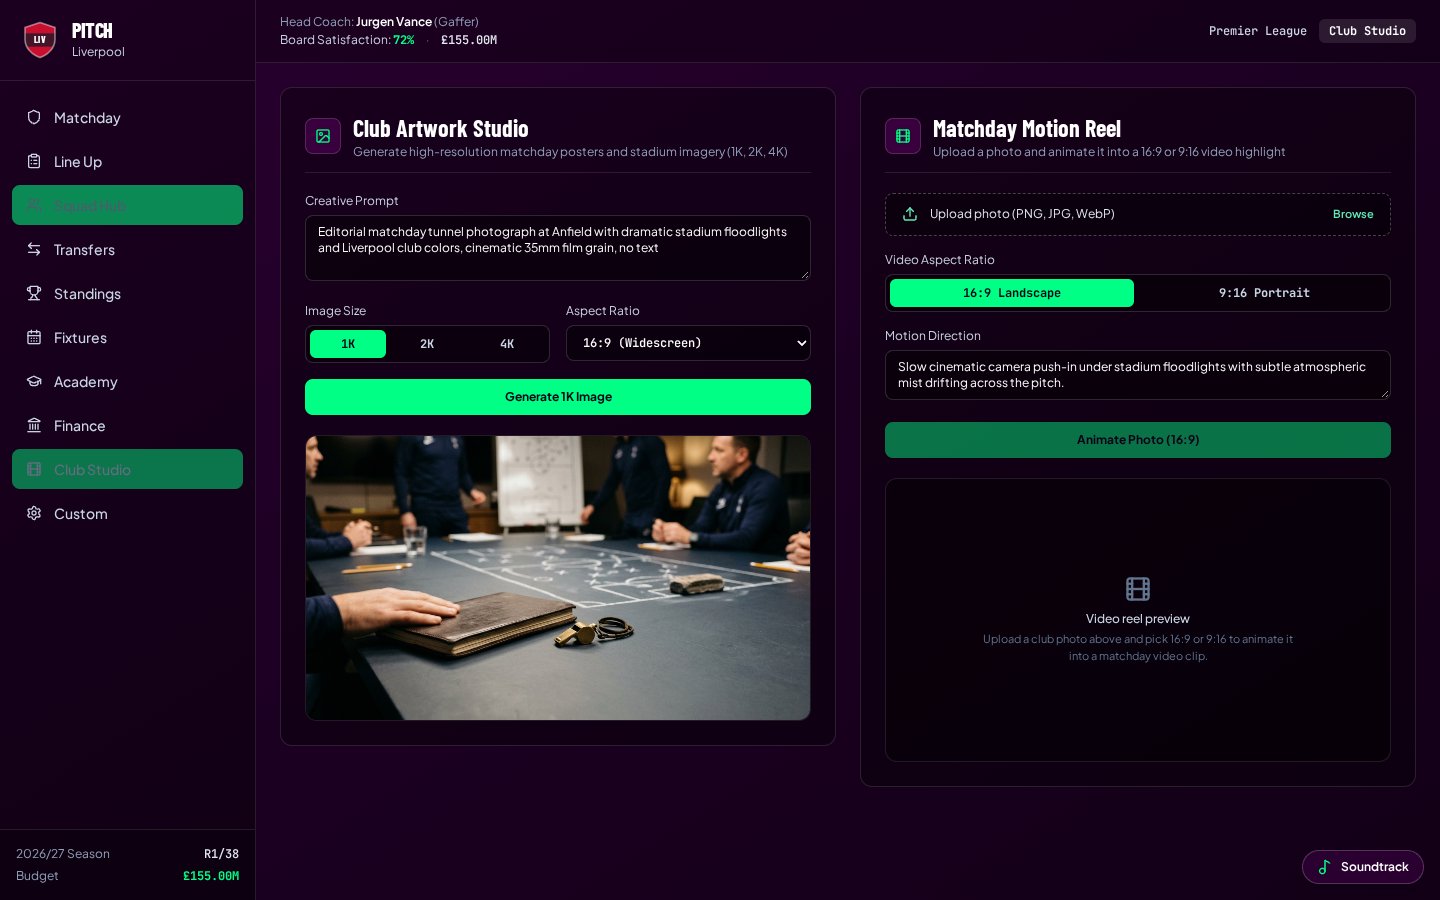 LIV
PITCH
Liverpool
Matchday
Line Up
Squad Hub
Transfers
Standings
Fixtures
Academy
Finance
Club Studio
Custom
2026/27 Season R1/38
Budget £155.00M
Head Coach: Jurgen Vance (Gaffer)
Board Satisfaction: 72% · £155.00M
Premier League Club Studio
Club Artwork Studio
Generate high-resolution matchday posters and stadium imagery (1K, 2K, 4K)
Creative Prompt
Editorial matchday tunnel photograph at Anfield with dramatic stadium floodlights
and Liverpool club colors, cinematic 35mm film grain, no text
Image Size
Aspect Ratio
1K 2K 4K
16:9 (Widescreen)
Generate 1K Image
Matchday Motion Reel
Upload a photo and animate it into a 16:9 or 9:16 video highlight
Upload photo (PNG, JPG, WebP) Browse
Video Aspect Ratio
16:9 Landscape 9:16 Portrait
Motion Direction
Slow cinematic camera push-in under stadium floodlights with subtle atmospheric
mist drifting across the pitch.
Animate Photo (16:9)
Video reel preview
Upload a club photo above and pick 16:9 or 9:16 to animate it
into a matchday video clip.
Soundtrack